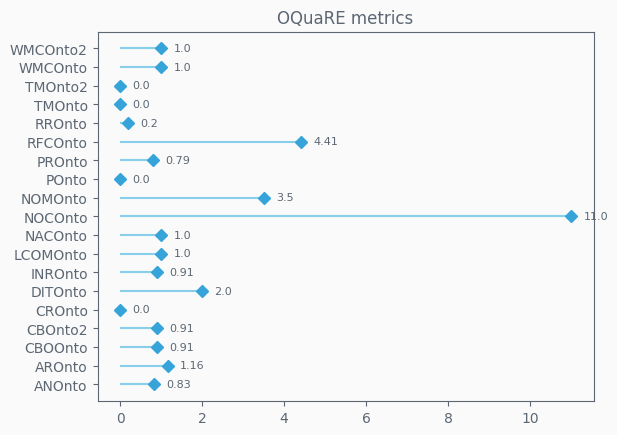 OQuaRE metrics
WMCOnto2 1.0
WMCOnto 1.0
TMOnto2 0.0
TMOnto 0.0
RROnto 0.2
RFCOnto 4.41
PROnto 0.79
POnto 0.0
NOMOnto 3.5
NOCOnto 11.0
NACOnto 1.0
LCOMOnto 1.0
INROnto 0.91
DITOnto 2.0
CROnto 0.0
CBOnto2 0.91
CBOOnto 0.91
AROnto 1.16
ANOnto 0.83
0 2 4 6 8 10